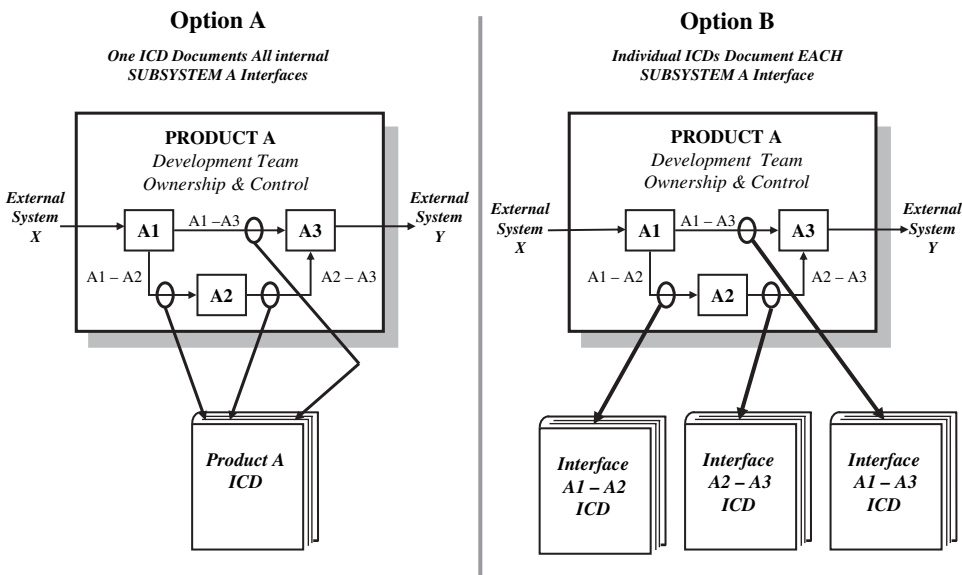 Option A
One ICD Documents All internal
SUBSYSTEM A Interfaces
PRODUCT A
Development Team
Ownership & Control
External
System
X
A1
A1 –A3
A3
External
System
Y
A1 – A2
A2
A2 – A3
Product A
ICD
Option B
Individual ICDs Document EACH
SUBSYSTEM A Interface
PRODUCT A
Development Team
Ownership & Control
External
System
X
A1
A1 –A3
A3
External
System
Y
A1 – A2
A2
A2 – A3
Interface
A1 – A2
ICD
Interface
A2 – A3
ICD
Interface
A1 – A3
ICD